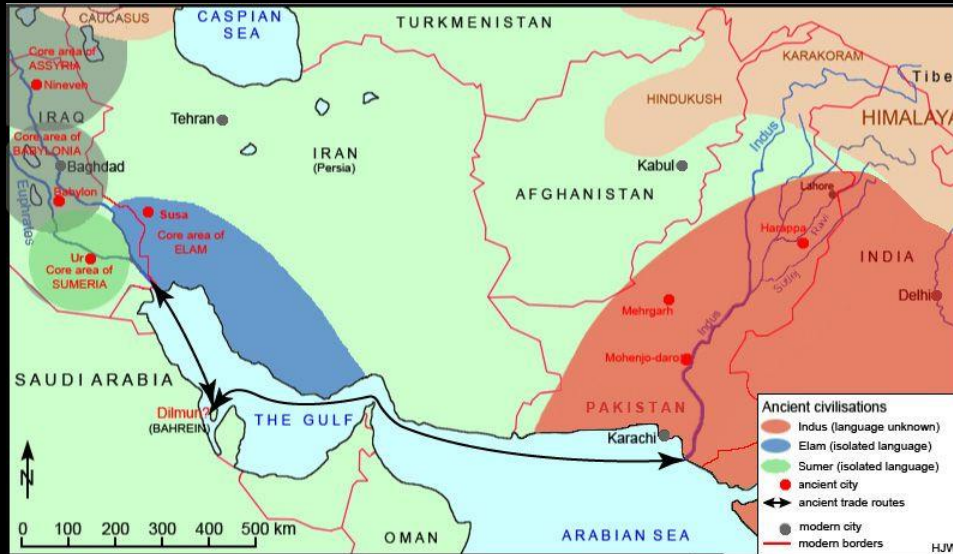 CAUCASUS
CASPIAN
SEA
TURKMENISTAN
KARAKORAM
Tibe
HINDUKUSH
HIMALAYA
Core area of
ASSYRIA
Nineveh
IRAQ
Core area of
BABYLONIA
Baghdad
Babylon
Euphrates
Tehran
IRAN
(Persia)
Kabul
AFGHANISTAN
Indus
Lahore
Ravi
Harappa
Sutlej
INDIA
Delhi
Susa
Core area of
ELAM
Ur
Core area of
SUMERIA
Mehrgarh
Indus
Mohenjo-daro
SAUDI ARABIA
Dilmun?
(BAHREIN)
THE GULF
PAKISTAN
Karachi
OMAN
ARABIAN SEA
N
0 100 200 300 400 500 km
Ancient civilisations
Indus (language unknown)
Elam (isolated language)
Sumer (isolated language)
ancient city
ancient trade routes
modern city
modern borders
HJW